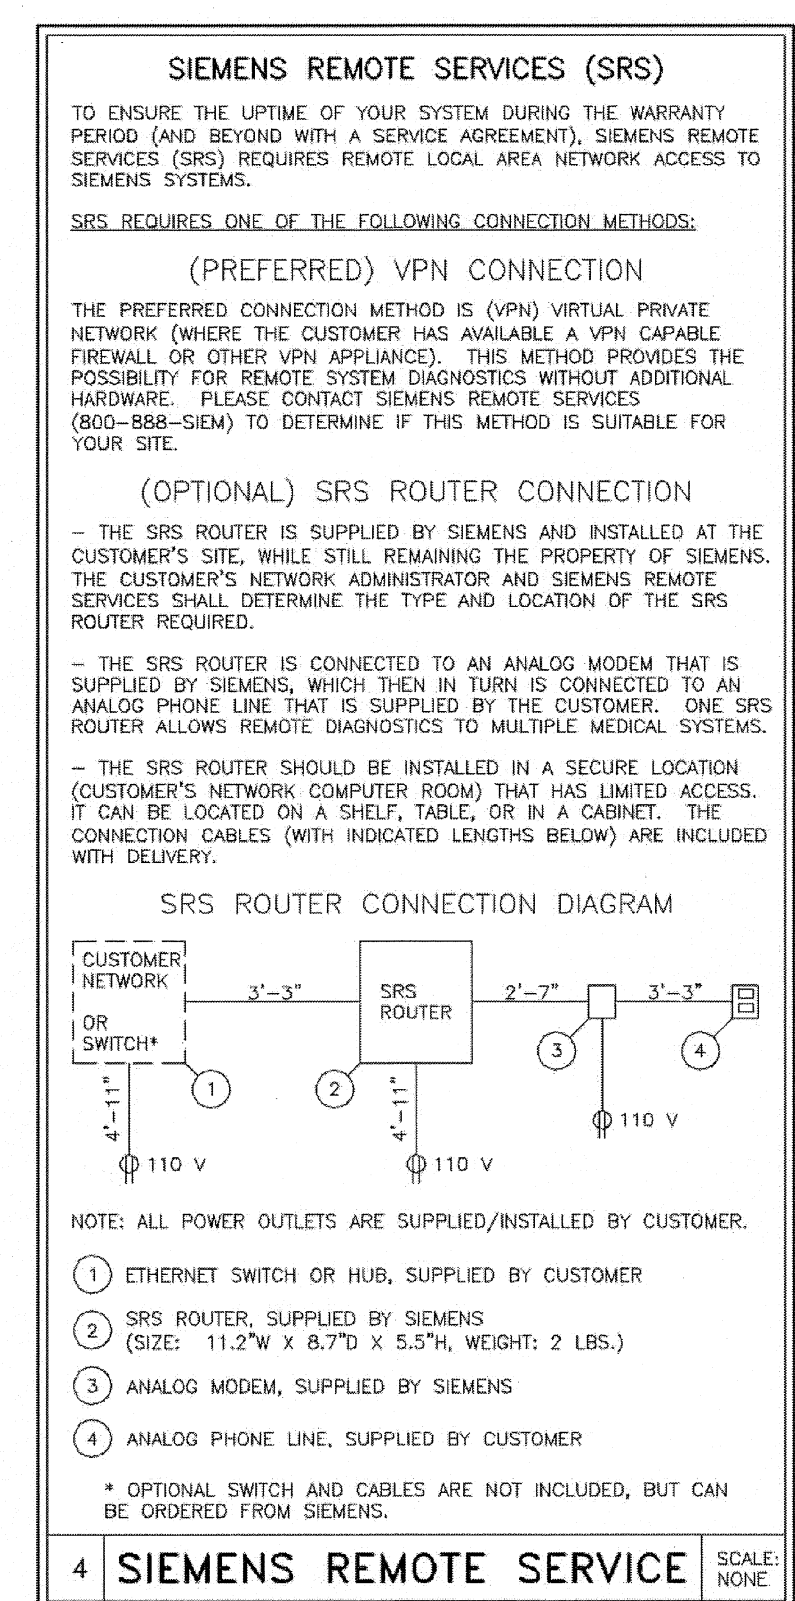 SIEMENS REMOTE SERVICES (SRS)
TO ENSURE THE UPTIME OF YOUR SYSTEM DURING THE WARRANTY
PERIOD (AND BEYOND WITH A SERVICE AGREEMENT), SIEMENS REMOTE
SERVICES (SRS) REQUIRES REMOTE LOCAL AREA NETWORK ACCESS TO
SIEMENS SYSTEMS.
SRS REQUIRES ONE OF THE FOLLOWING CONNECTION METHODS:
(PREFERRED) VPN CONNECTION
THE PREFERRED CONNECTION METHOD IS (VPN) VIRTUAL PRIVATE
NETWORK (WHERE THE CUSTOMER HAS AVAILABLE A VPN CAPABLE
FIREWALL OR OTHER VPN APPLIANCE). THIS METHOD PROVIDES THE
POSSIBILITY FOR REMOTE SYSTEM DIAGNOSTICS WITHOUT ADDITIONAL
HARDWARE. PLEASE CONTACT SIEMENS REMOTE SERVICES
(800-888-SIEM) TO DETERMINE IF THIS METHOD IS SUITABLE FOR
YOUR SITE.
(OPTIONAL) SRS ROUTER CONNECTION
– THE SRS ROUTER IS SUPPLIED BY SIEMENS AND INSTALLED AT THE
CUSTOMER'S SITE, WHILE STILL REMAINING THE PROPERTY OF SIEMENS.
THE CUSTOMER'S NETWORK ADMINISTRATOR AND SIEMENS REMOTE
SERVICES SHALL DETERMINE THE TYPE AND LOCATION OF THE SRS
ROUTER REQUIRED.
– THE SRS ROUTER IS CONNECTED TO AN ANALOG MODEM THAT IS
SUPPLIED BY SIEMENS, WHICH THEN IN TURN IS CONNECTED TO AN
ANALOG PHONE LINE THAT IS SUPPLIED BY THE CUSTOMER. ONE SRS
ROUTER ALLOWS REMOTE DIAGNOSTICS TO MULTIPLE MEDICAL SYSTEMS.
– THE SRS ROUTER SHOULD BE INSTALLED IN A SECURE LOCATION
(CUSTOMER'S NETWORK COMPUTER ROOM) THAT HAS LIMITED ACCESS.
IT CAN BE LOCATED ON A SHELF, TABLE, OR IN A CABINET. THE
CONNECTION CABLES (WITH INDICATED LENGTHS BELOW) ARE INCLUDED
WITH DELIVERY.
SRS ROUTER CONNECTION DIAGRAM
CUSTOMER
NETWORK
OR
SWITCH*
3'-3"
SRS
ROUTER
2'-7"
3'-3"
1
2
3
4
4'-11"
110 V
4'-11"
110 V
110 V
NOTE: ALL POWER OUTLETS ARE SUPPLIED/INSTALLED BY CUSTOMER.
1 ETHERNET SWITCH OR HUB, SUPPLIED BY CUSTOMER
2 SRS ROUTER, SUPPLIED BY SIEMENS
(SIZE: 11.2"W X 8.7"D X 5.5"H, WEIGHT: 2 LBS.)
3 ANALOG MODEM, SUPPLIED BY SIEMENS
4 ANALOG PHONE LINE, SUPPLIED BY CUSTOMER
* OPTIONAL SWITCH AND CABLES ARE NOT INCLUDED, BUT CAN
BE ORDERED FROM SIEMENS.
4 SIEMENS REMOTE SERVICE
SCALE:
NONE